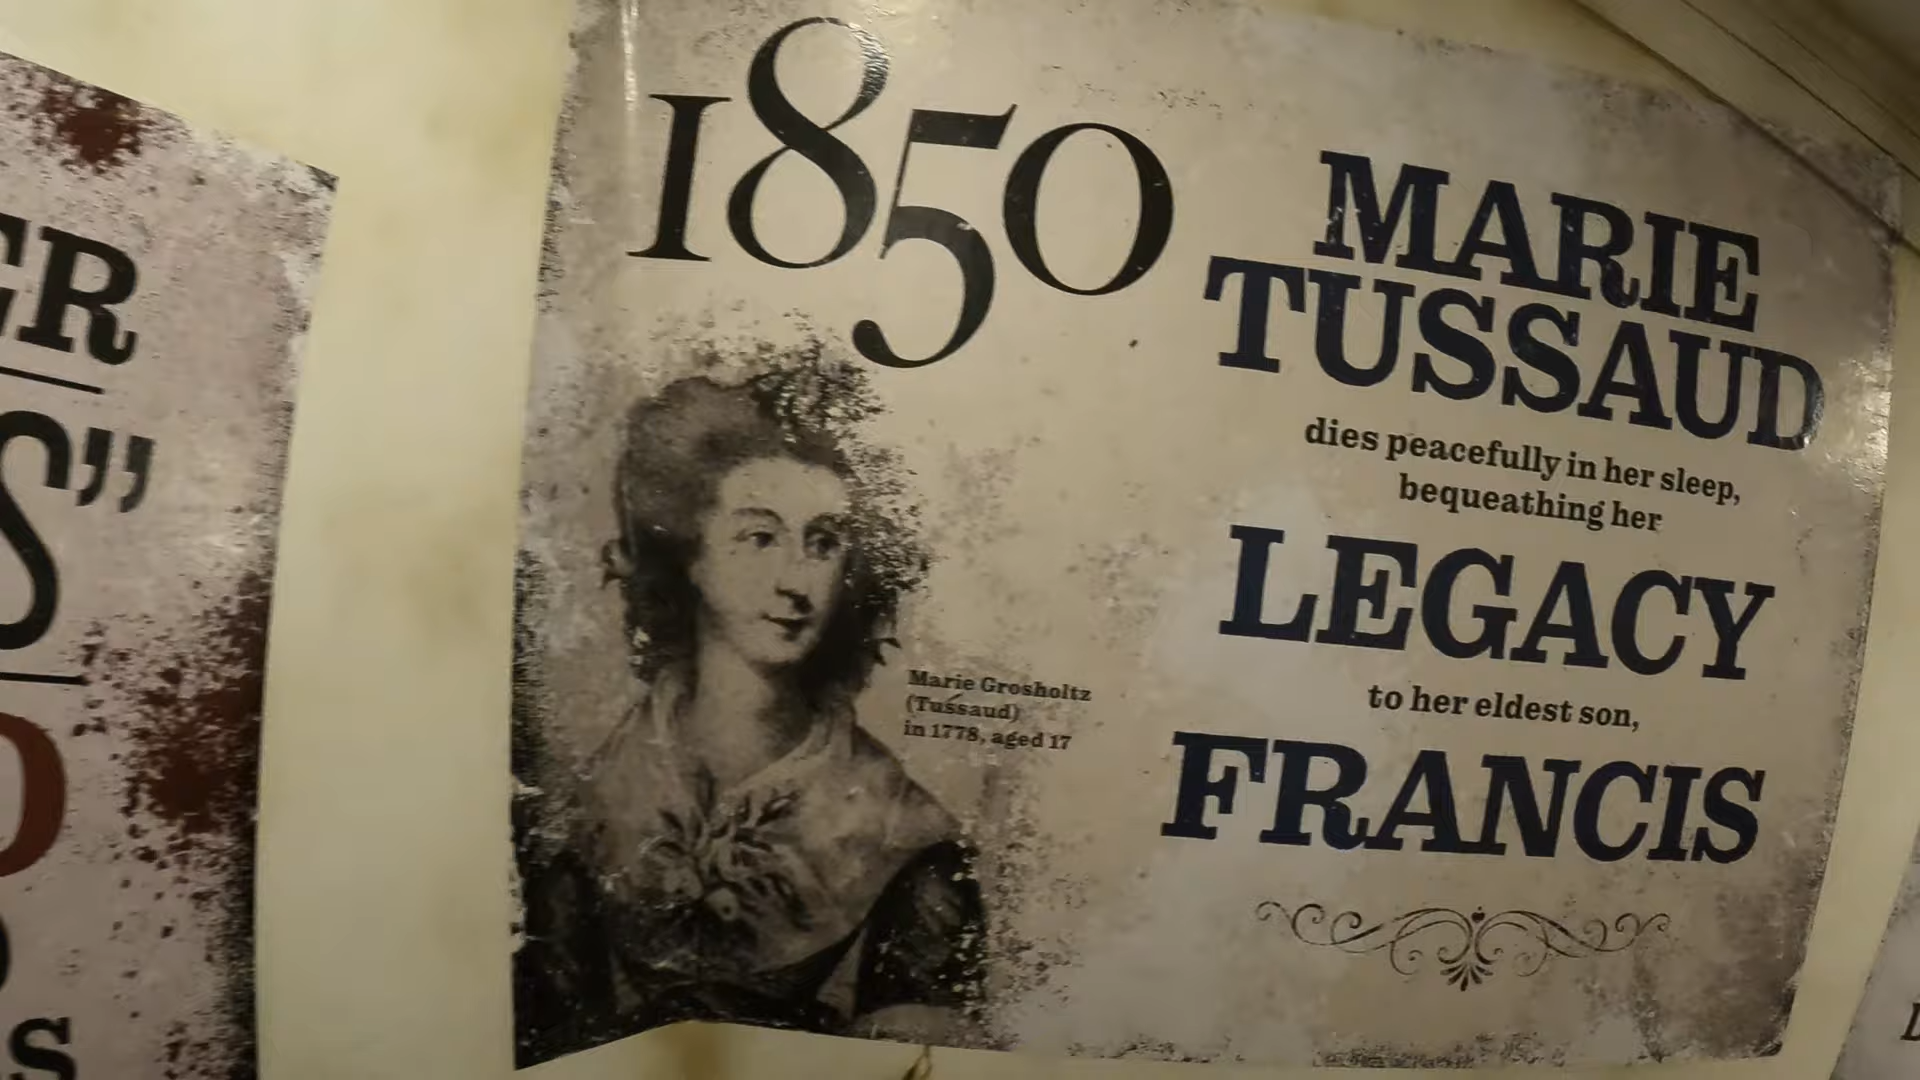 1850
MARIE
TUSSAUD
dies peacefully in her sleep,
bequeathing her
LEGACY
to her eldest son,
FRANCIS
Marie Grosholtz
(Tussaud)
in 1778, aged 17